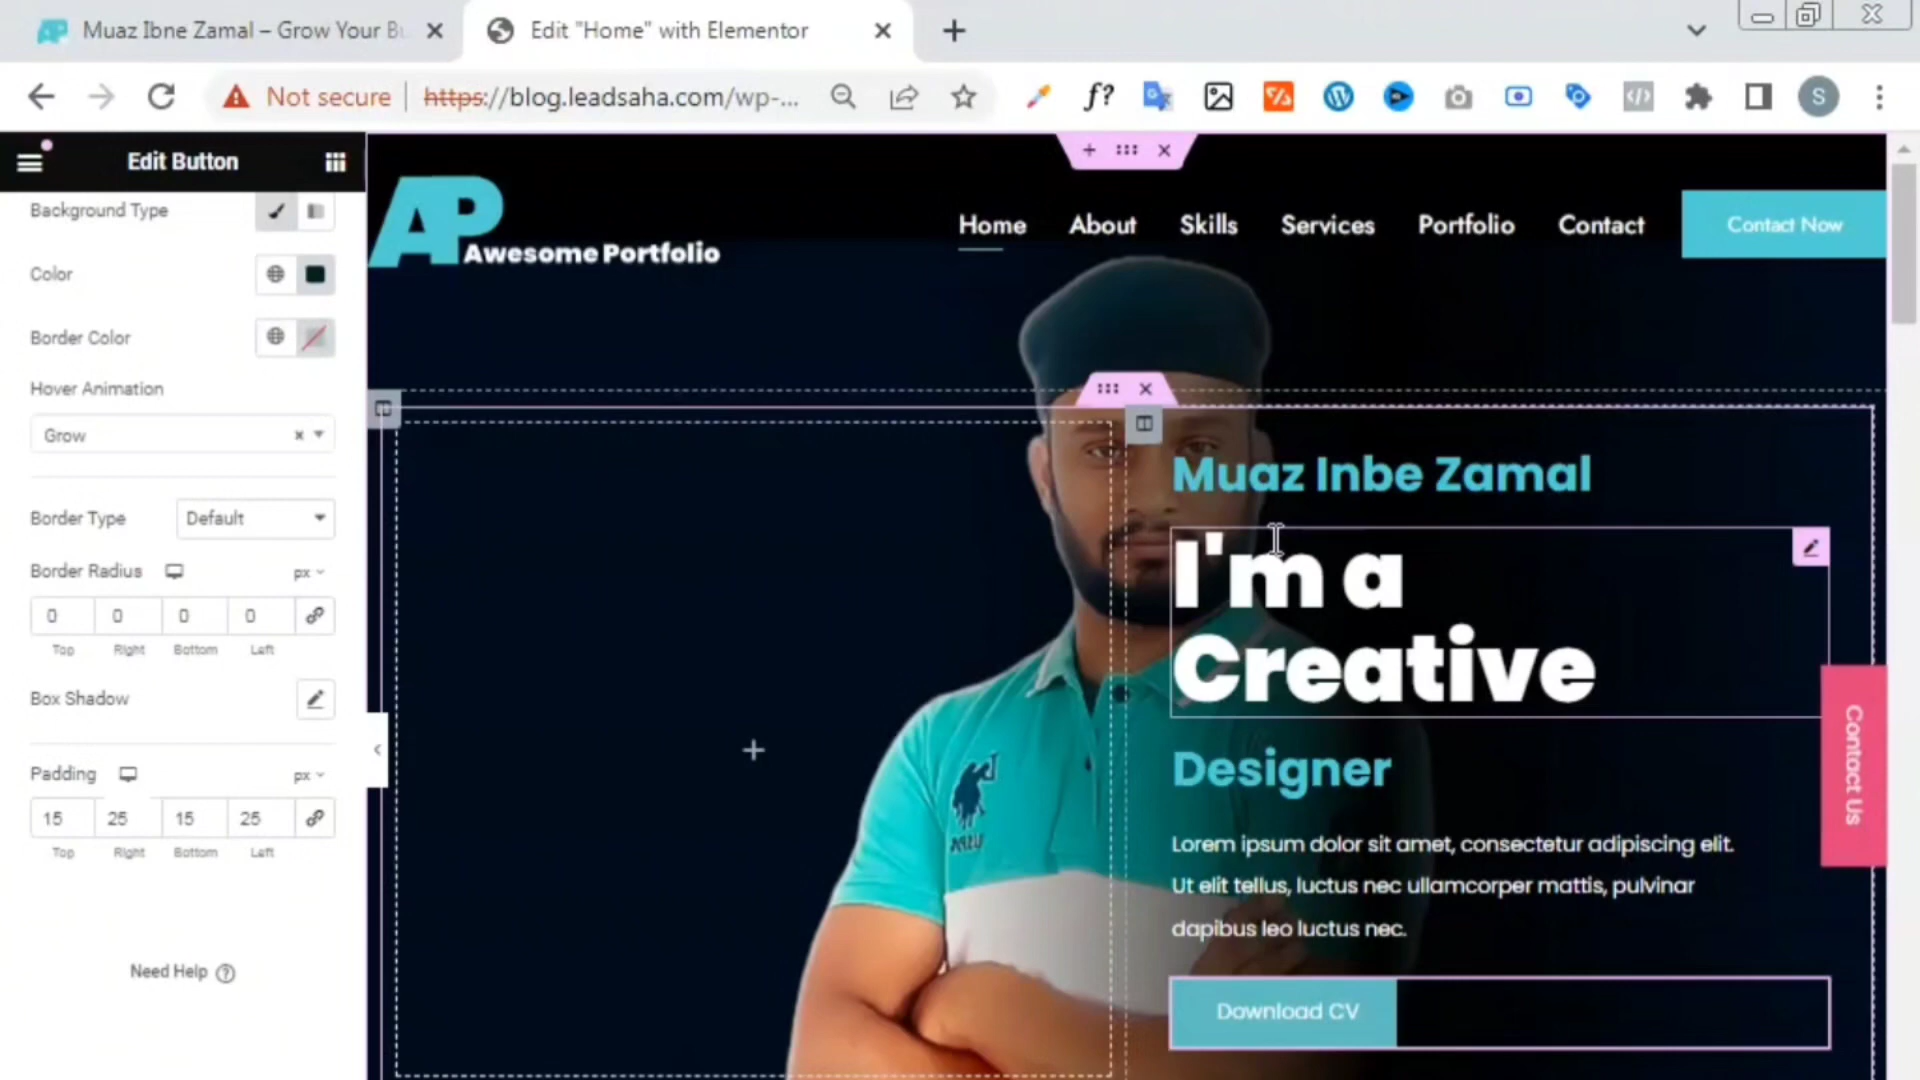 Muaz Ibne Zamal – Grow Your Bu
Edit "Home" with Elementor
Not secure
https://blog.leadsaha.com/wp-...
f?
S
Edit Button
Background Type
Color
Border Color
Hover Animation
Grow
Border Type
Default
Border Radius
px
0 0 0 0
Top Right Bottom Left
Box Shadow
Padding
px
15 25 15 25
Top Right Bottom Left
Need Help
AP
Awesome Portfolio
Home About Skills Services Portfolio Contact
Contact Now
Muaz Inbe Zamal
I'm a
Creative
Designer
Lorem ipsum dolor sit amet, consectetur adipiscing elit.
Ut elit tellus, luctus nec ullamcorper mattis, pulvinar
dapibus leo luctus nec.
Download CV
Contact Us